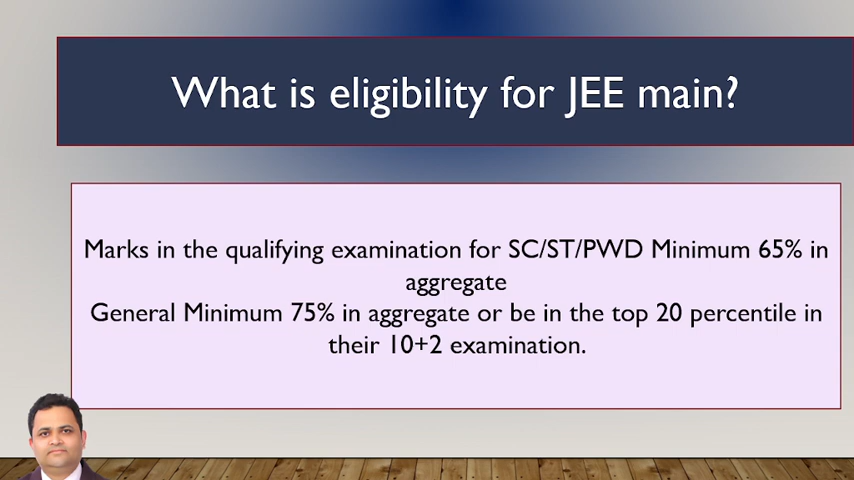 What is eligibility for JEE main?
Marks in the qualifying examination for SC/ST/PWD Minimum 65% in
aggregate
General Minimum 75% in aggregate or be in the top 20 percentile in
their 10+2 examination.